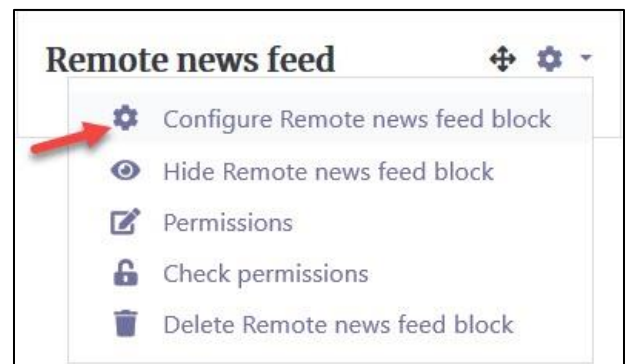 Remote news feed
Configure Remote news feed block
Hide Remote news feed block
Permissions
Check permissions
Delete Remote news feed block